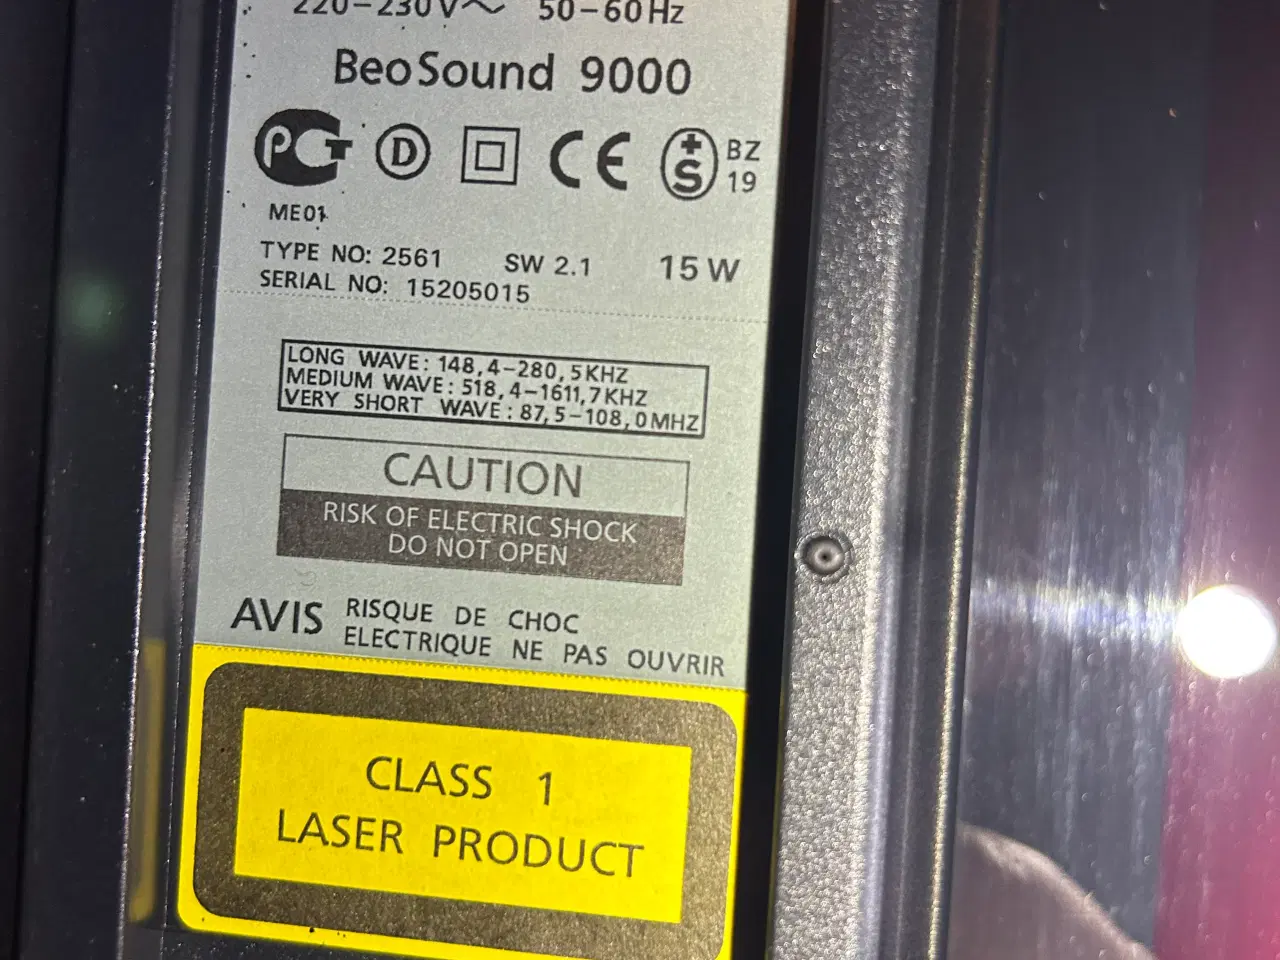 220–230V～ 50–60Hz
BeoSound 9000
PCT D CE +S BZ 19
ME01
TYPE NO: 2561 SW 2.1 15 W
SERIAL NO: 15205015
LONG WAVE: 148,4–280,5KHZ
MEDIUM WAVE: 518,4–1611,7KHZ
VERY SHORT WAVE: 87,5–108,0MHZ
CAUTION
RISK OF ELECTRIC SHOCK
DO NOT OPEN
AVIS RISQUE DE CHOC
ELECTRIQUE NE PAS OUVRIR
CLASS 1
LASER PRODUCT